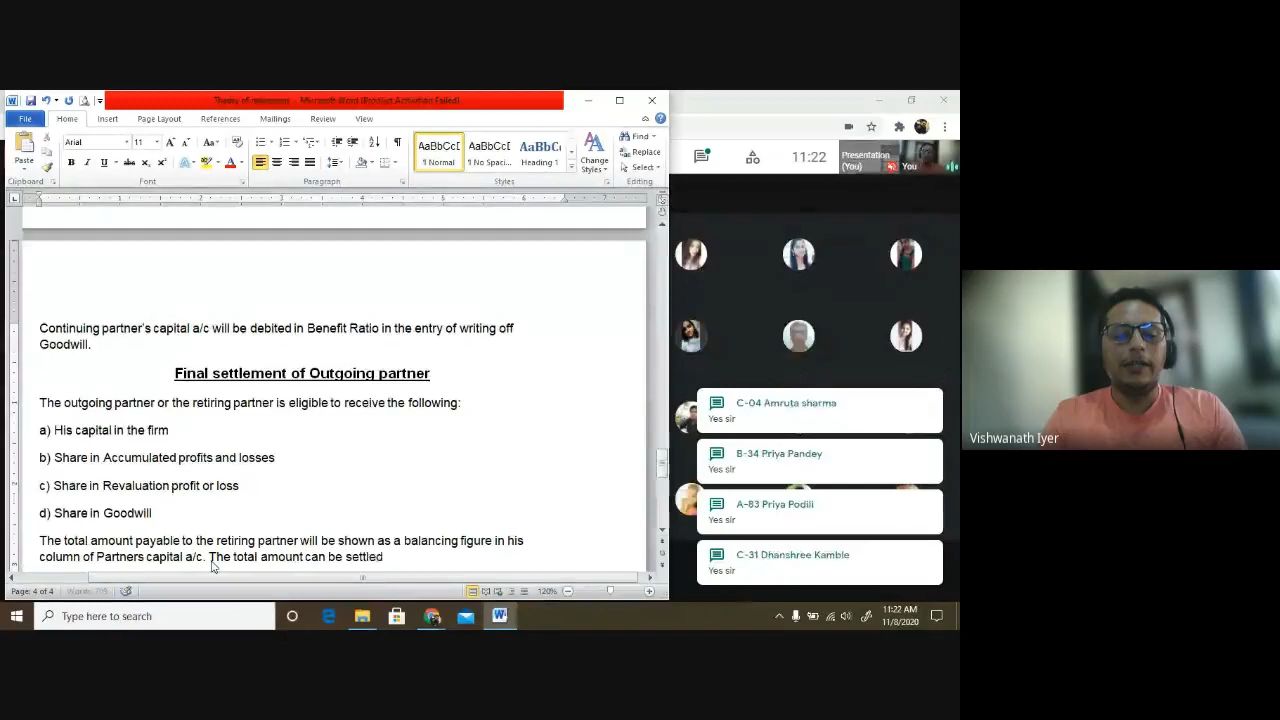 Microsoft Word (Product Activation Failed)
File
Home
Insert
Page Layout
References
Mailings
Review
View
Paste
Clipboard
Arial
11
Font
Paragraph
AaBbCcD
AaBbCcD
AaBbC
¶ Normal
¶ No Spaci...
Heading 1
Styles
Change
Styles
Find
Replace
Select
Editing
Continuing partner's capital a/c will be debited in Benefit Ratio in the entry of writing off
Goodwill.
Final settlement of Outgoing partner
The outgoing partner or the retiring partner is eligible to receive the following:
a) His capital in the firm
b) Share in Accumulated profits and losses
c) Share in Revaluation profit or loss
d) Share in Goodwill
The total amount payable to the retiring partner will be shown as a balancing figure in his
column of Partners capital a/c. The total amount can be settled
Page: 4 of 4
120%
Type here to search
11:22
Presentation
(You)
You
C-04 Amruta sharma
Yes sir
B-34 Priya Pandey
Yes sir
A-83 Priya Podili
Yes sir
C-31 Dhanshree Kamble
Yes sir
11:22 AM
11/8/2020
Vishwanath Iyer